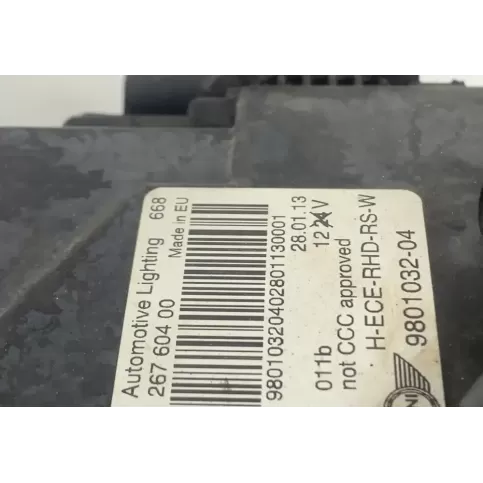 Automotive Lighting 668
267 604 00 Made in EU
98010320402801130001
28.01.13
12 24 V
011b
not CCC approved
H-ECE-RHD-RS-W
9801032-04